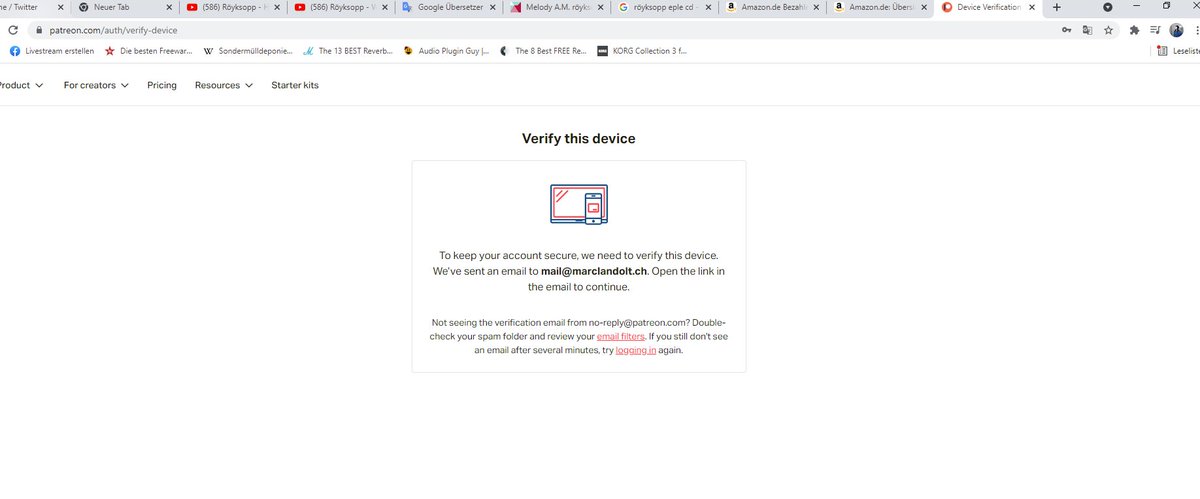 ne / Twitter
Neuer Tab
(586) Röyksopp - H
(586) Röyksopp - W
Google Übersetzer
Melody A.M. röyks
röyksopp eple cd -
Amazon.de Bezahle
Amazon.de: Übersi
Device Verification
patreon.com/auth/verify-device
Livestream erstellen
Die besten Freewar...
Sondermülldeponie...
The 13 BEST Reverb...
Audio Plugin Guy |...
The 8 Best FREE Re...
KORG Collection 3 f...
Leseliste
Product
For creators
Pricing
Resources
Starter kits
Verify this device
To keep your account secure, we need to verify this device.
We've sent an email to mail@marclandolt.ch. Open the link in
the email to continue.
Not seeing the verification email from no-reply@patreon.com? Double-
check your spam folder and review your email filters. If you still don't see
an email after several minutes, try logging in again.